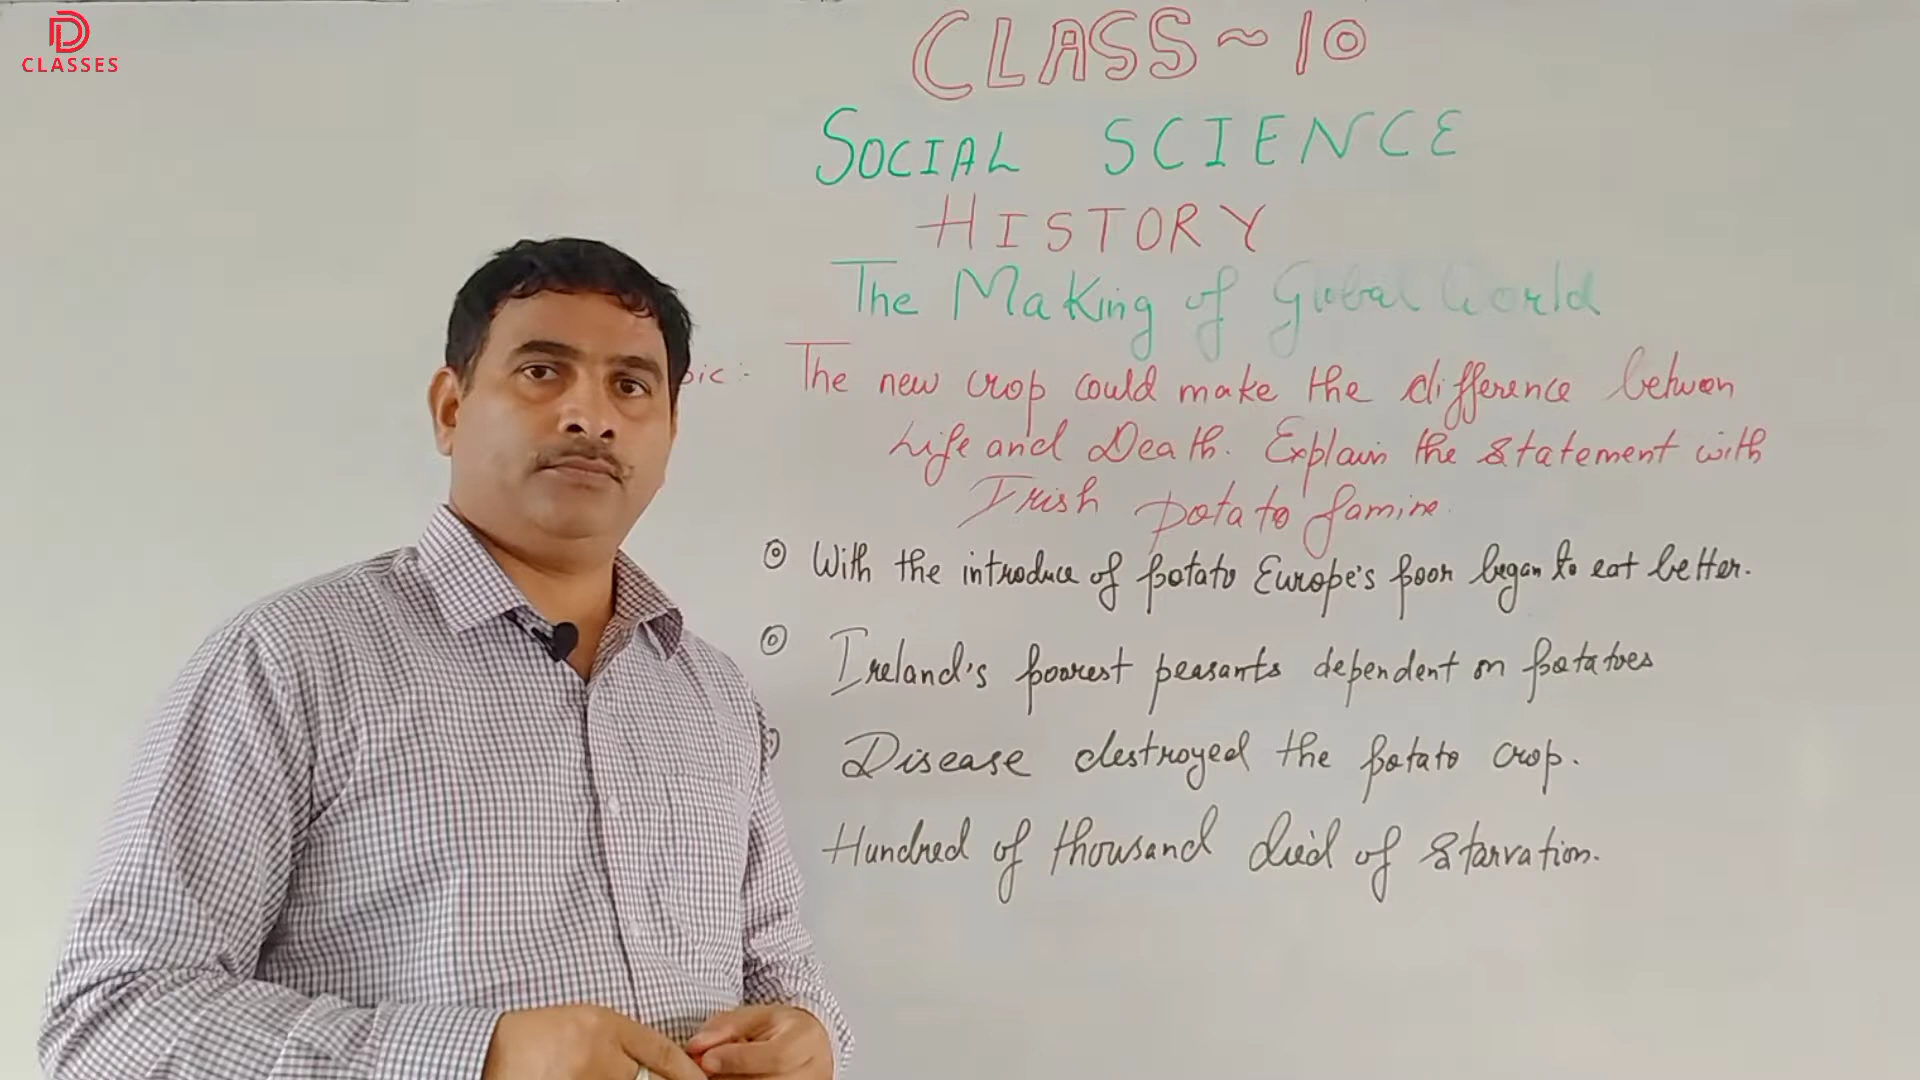 D
CLASSES
CLASS ~ 10
SOCIAL SCIENCE
HISTORY
The Making of Global World
pic :- The new crop could make the difference between
Life and Death. Explain the statement with
Irish potato famine.
With the introduce of potato Europe's poor began to eat better.
Ireland's poorest peasants dependent on potatoes
Disease destroyed the potato crop.
Hundred of thousand died of starvation.